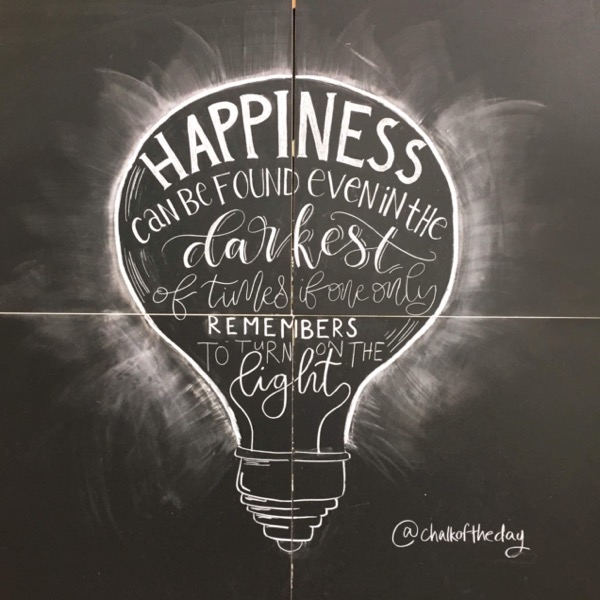 HAPPINESS
can BE FOUND even in the
darkest
of times if one only
REMEMBERS
TO TURN ON THE
light
@chalkoftheday